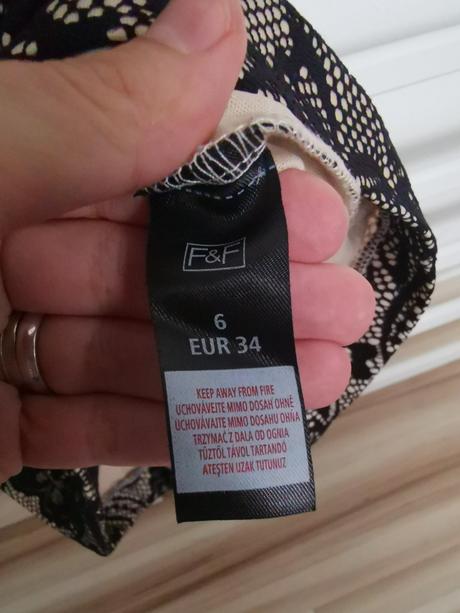 F&F
6
EUR 34
KEEP AWAY FROM FIRE
UCHOVÁVEJTE MIMO DOSAH OHNĚ
UCHOVÁVAJTE MIMO DOSAHU OHŇA
TRZYMAĆ Z DALA OD OGNIA
TŰZTŐL TÁVOL TARTANDÓ
ATEŞTEN UZAK TUTUNUZ